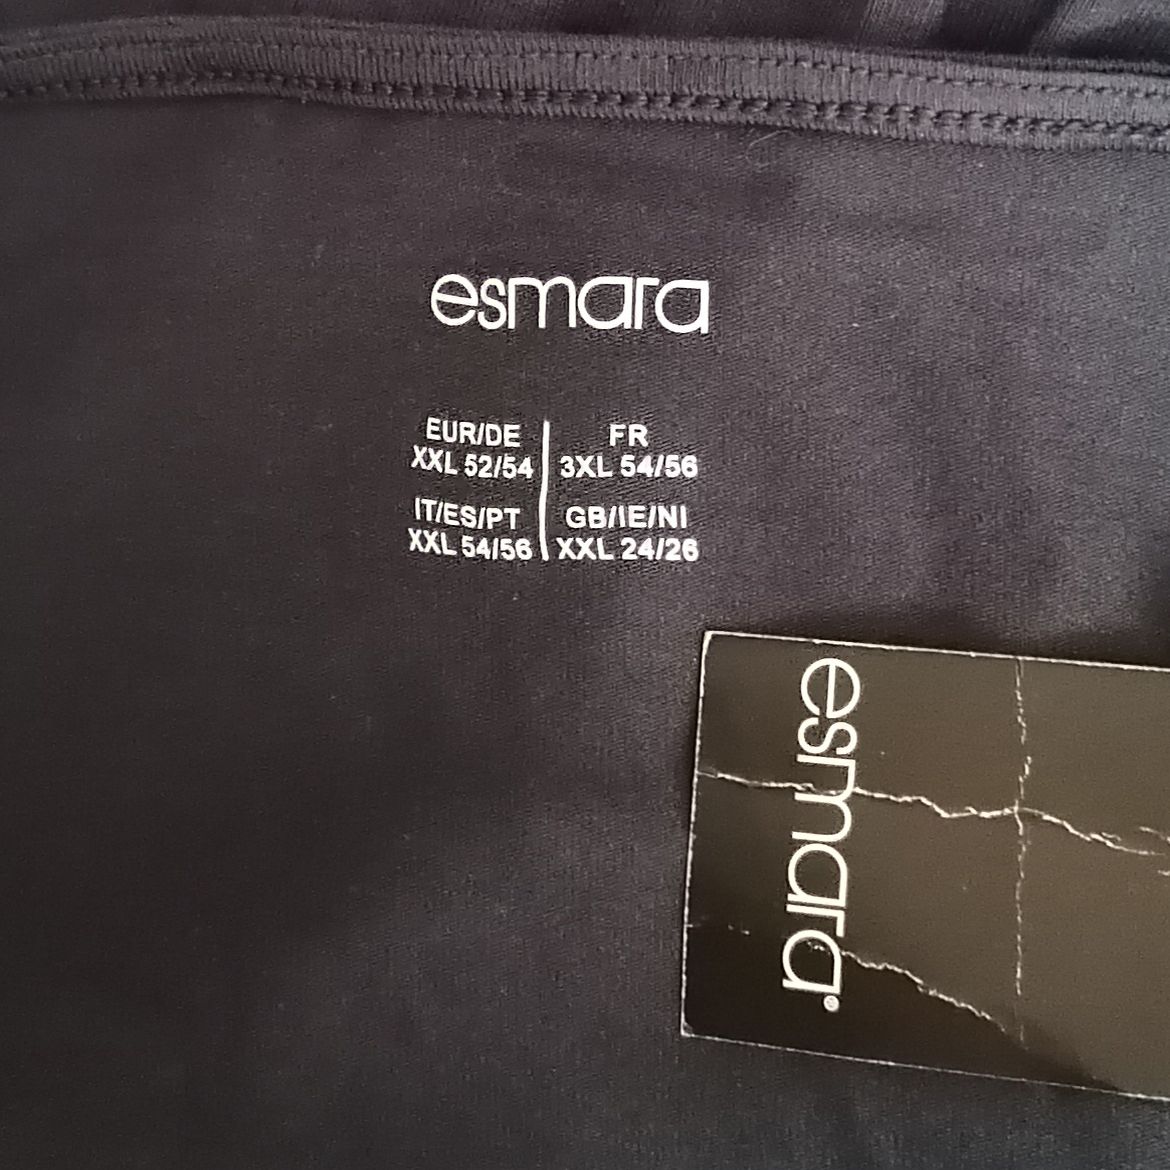 esmara
EUR/DE
XXL 52/54
FR
3XL 54/56
IT/ES/PT
XXL 54/56
GB/IE/NI
XXL 24/26
esmara®